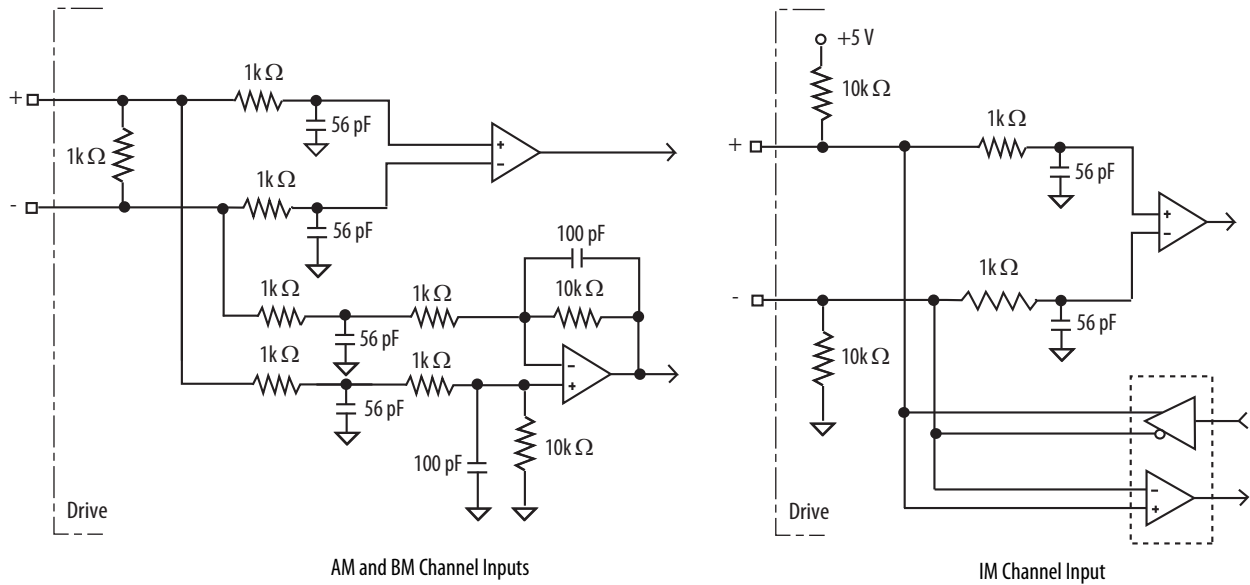 +5 V
1k Ω
10k Ω
+
56 pF
1k Ω
+
56 pF
1k Ω
+
−
1k Ω
+
−
-
56 pF
100 pF
1k Ω
-
1k Ω
1k Ω
10k Ω
56 pF
56 pF
10k Ω
1k Ω
1k Ω
−
+
56 pF
10k Ω
100 pF
−
+
Drive
Drive
AM and BM Channel Inputs
IM Channel Input